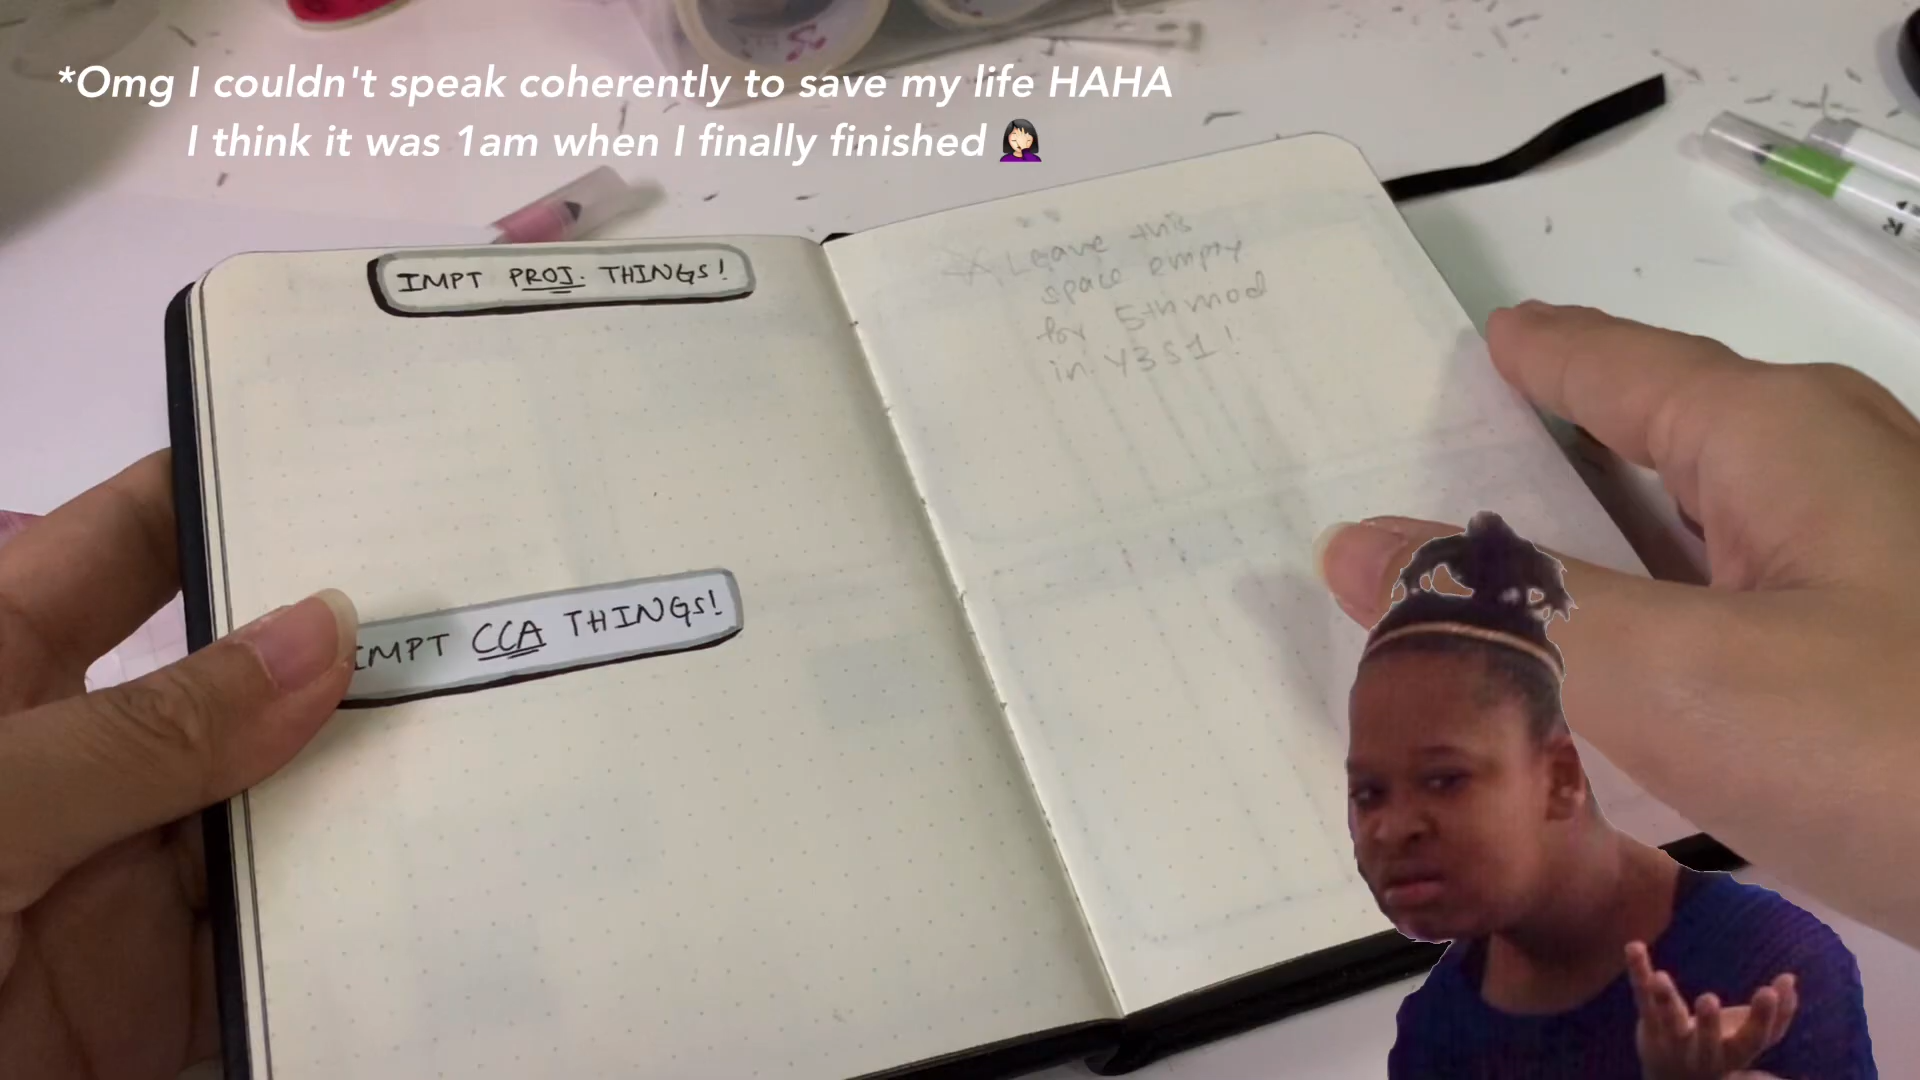 *Omg I couldn't speak coherently to save my life HAHA
I think it was 1am when I finally finished 🤦🏻‍♀️
IMPT PROJ. THINGS!
IMPT CCA THINGS!
Leave this
space empty
for 5th mod
in Y3S1!